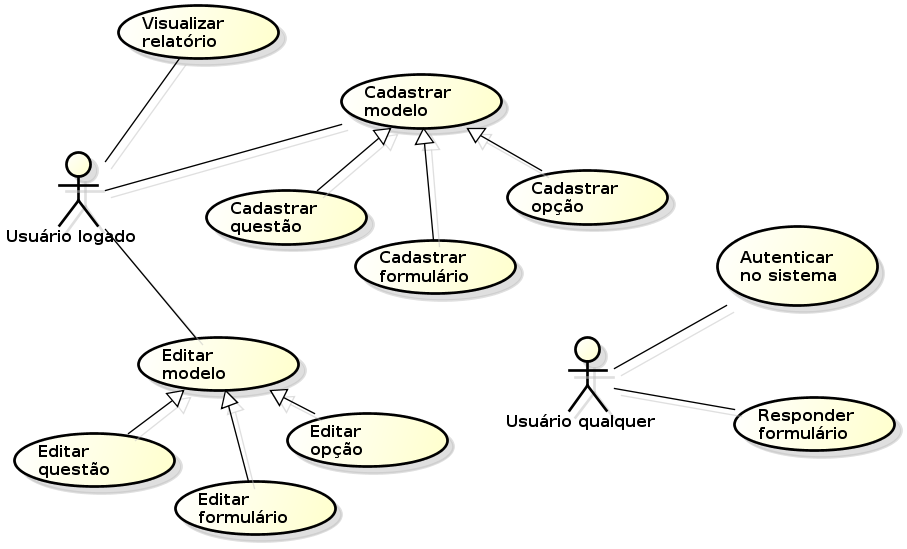 Visualizar
relatório
Cadastrar
modelo
Cadastrar
questão
Cadastrar
opção
Cadastrar
formulário
Usuário logado
Autenticar
no sistema
Editar
modelo
Usuário qualquer
Responder
formulário
Editar
questão
Editar
opção
Editar
formulário